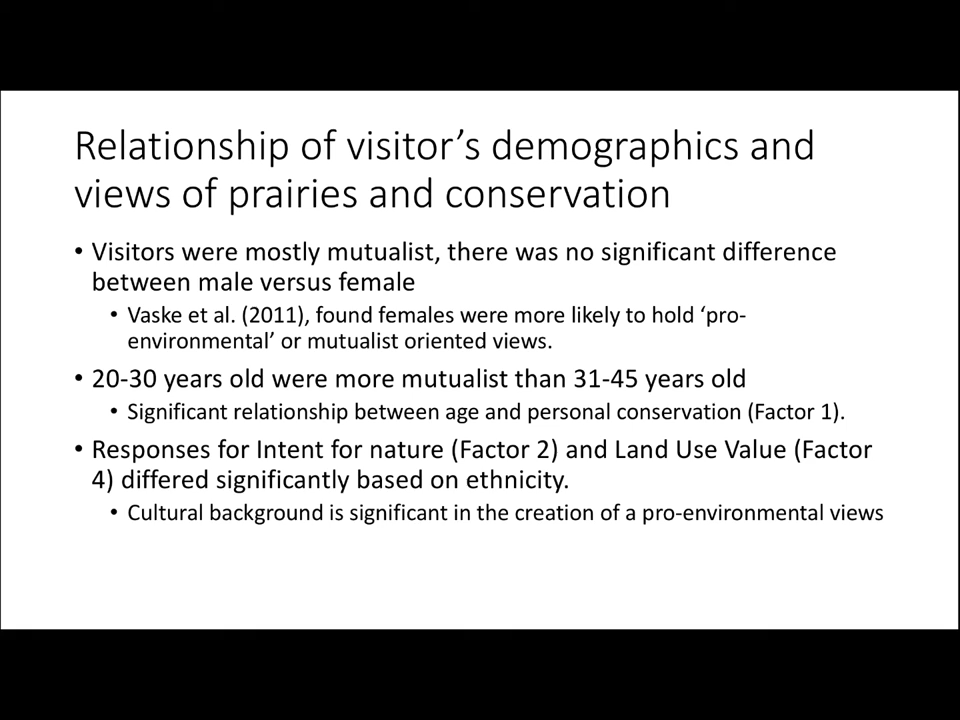 Relationship of visitor’s demographics and
views of prairies and conservation
• Visitors were mostly mutualist, there was no significant difference
between male versus female
• Vaske et al. (2011), found females were more likely to hold ‘pro-
environmental’ or mutualist oriented views.
• 20-30 years old were more mutualist than 31-45 years old
• Significant relationship between age and personal conservation (Factor 1).
• Responses for Intent for nature (Factor 2) and Land Use Value (Factor
4) differed significantly based on ethnicity.
• Cultural background is significant in the creation of a pro-environmental views